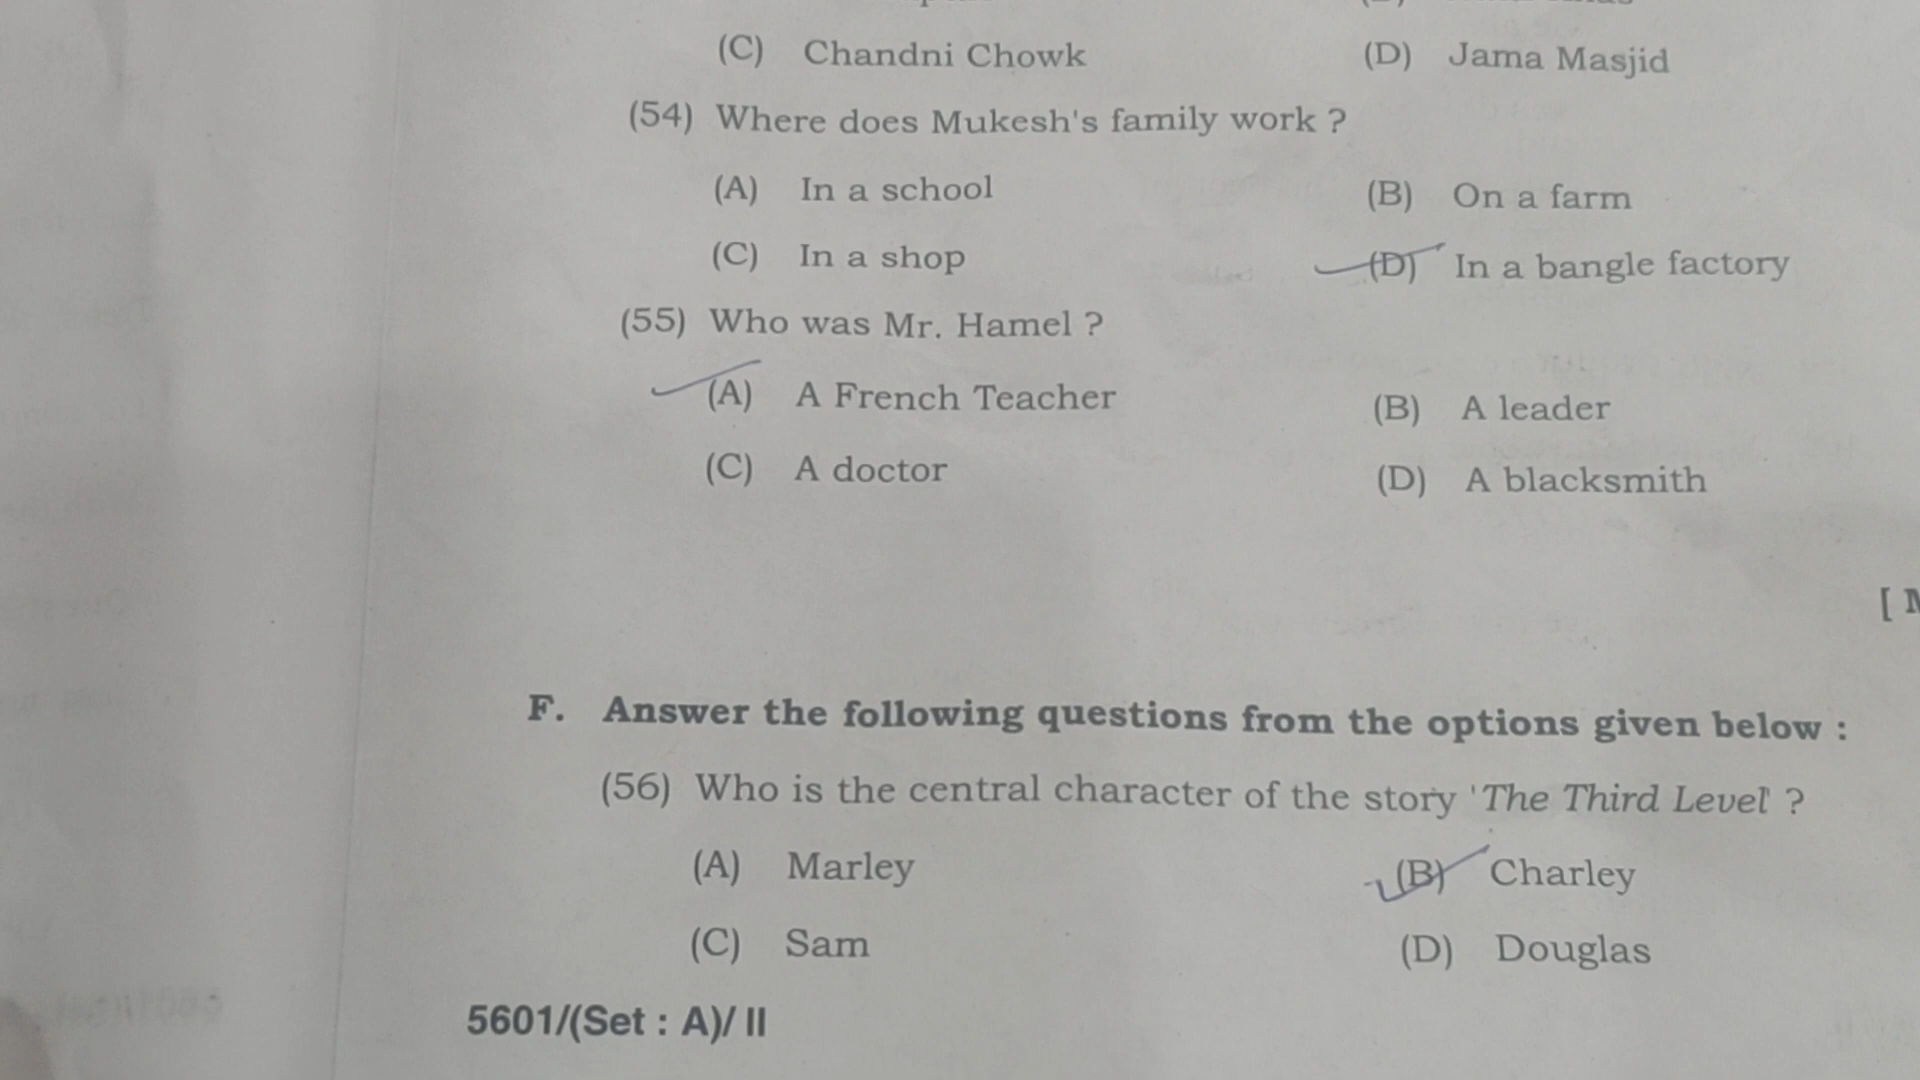 (C) Chandni Chowk (D) Jama Masjid
(54) Where does Mukesh's family work ?
(A) In a school (B) On a farm
(C) In a shop (D) In a bangle factory
(55) Who was Mr. Hamel ?
(A) A French Teacher (B) A leader
(C) A doctor (D) A blacksmith
[
F. Answer the following questions from the options given below :
(56) Who is the central character of the story 'The Third Level' ?
(A) Marley (B) Charley
(C) Sam (D) Douglas
5601/(Set : A)/ II